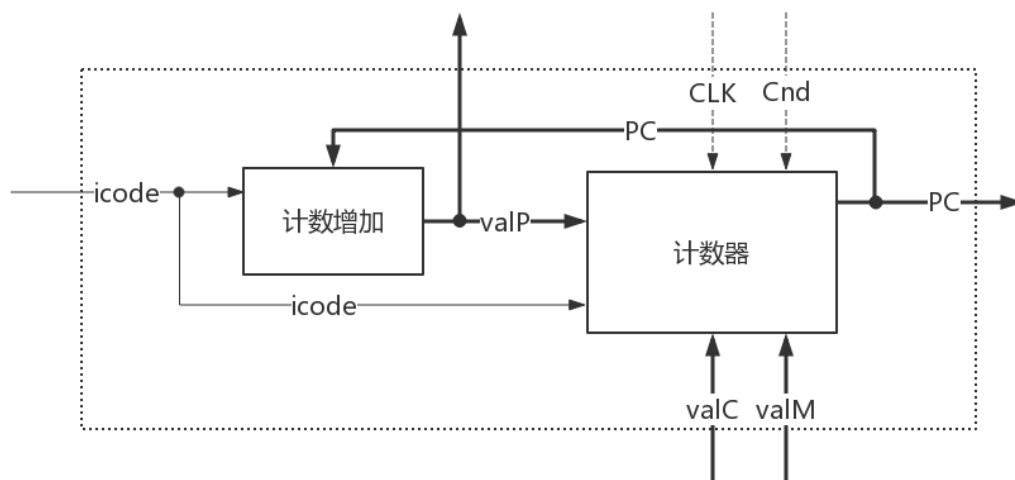 CLK
Cnd
PC
icode
计数增加
valP
计数器
PC
icode
valC
valM